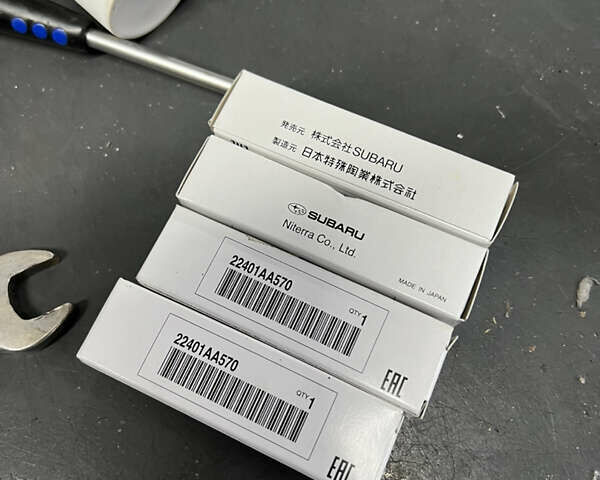 発売元 株式会社SUBARU
製造元 日本特殊陶業株式会社
SUBARU
Niterra Co., Ltd.
MADE IN JAPAN
22401AA570
QTY 1
EAC
22401AA570
QTY 1
EAC